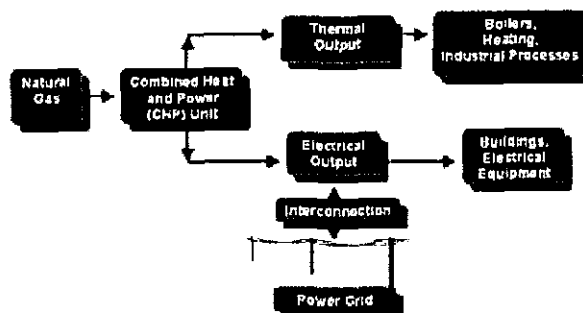 Natural
Gas
Combined Heat
and Power
(CHP) Unit
Thermal
Output
Boilers,
Heating,
Industrial Processes
Electrical
Output
Buildings,
Electrical
Equipment
Interconnection
Power Grid